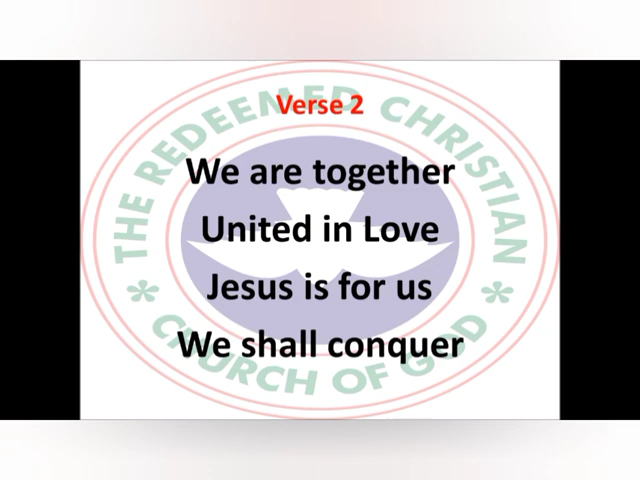 Verse 2
We are together
United in Love
Jesus is for us
We shall conquer
THE REDEEMED CHRISTIAN
CHURCH OF GOD